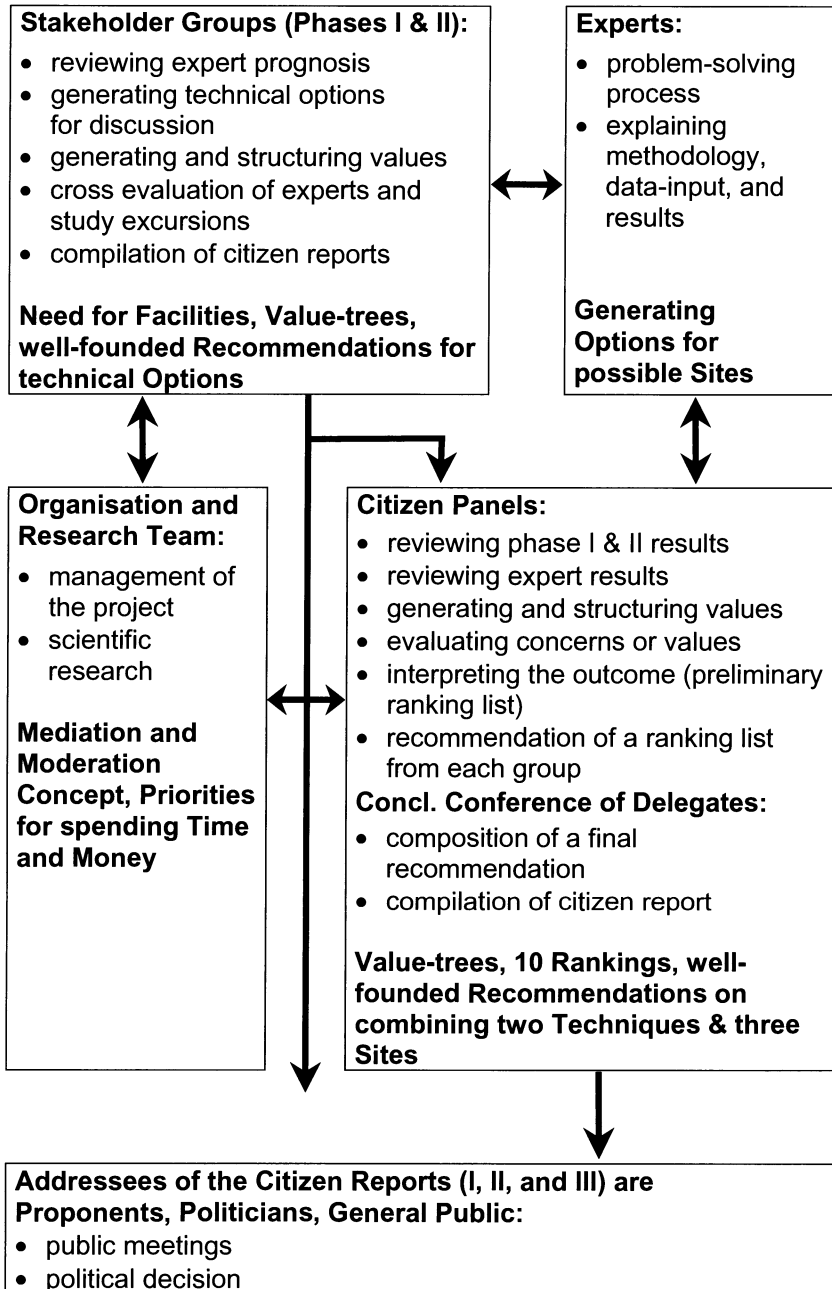 Stakeholder Groups (Phases I & II):
• reviewing expert prognosis
• generating technical options
for discussion
• generating and structuring values
• cross evaluation of experts and
study excursions
• compilation of citizen reports
Need for Facilities, Value-trees,
well-founded Recommendations for
technical Options
Experts:
• problem-solving
process
• explaining
methodology,
data-input, and
results
Generating
Options for
possible Sites
Organisation and
Research Team:
• management of
the project
• scientific
research
Mediation and
Moderation
Concept, Priorities
for spending Time
and Money
Citizen Panels:
• reviewing phase I & II results
• reviewing expert results
• generating and structuring values
• evaluating concerns or values
• interpreting the outcome (preliminary
ranking list)
• recommendation of a ranking list
from each group
Concl. Conference of Delegates:
• composition of a final
recommendation
• compilation of citizen report
Value-trees, 10 Rankings, well-
founded Recommendations on
combining two Techniques & three
Sites
Addressees of the Citizen Reports (I, II, and III) are
Proponents, Politicians, General Public:
• public meetings
• political decision